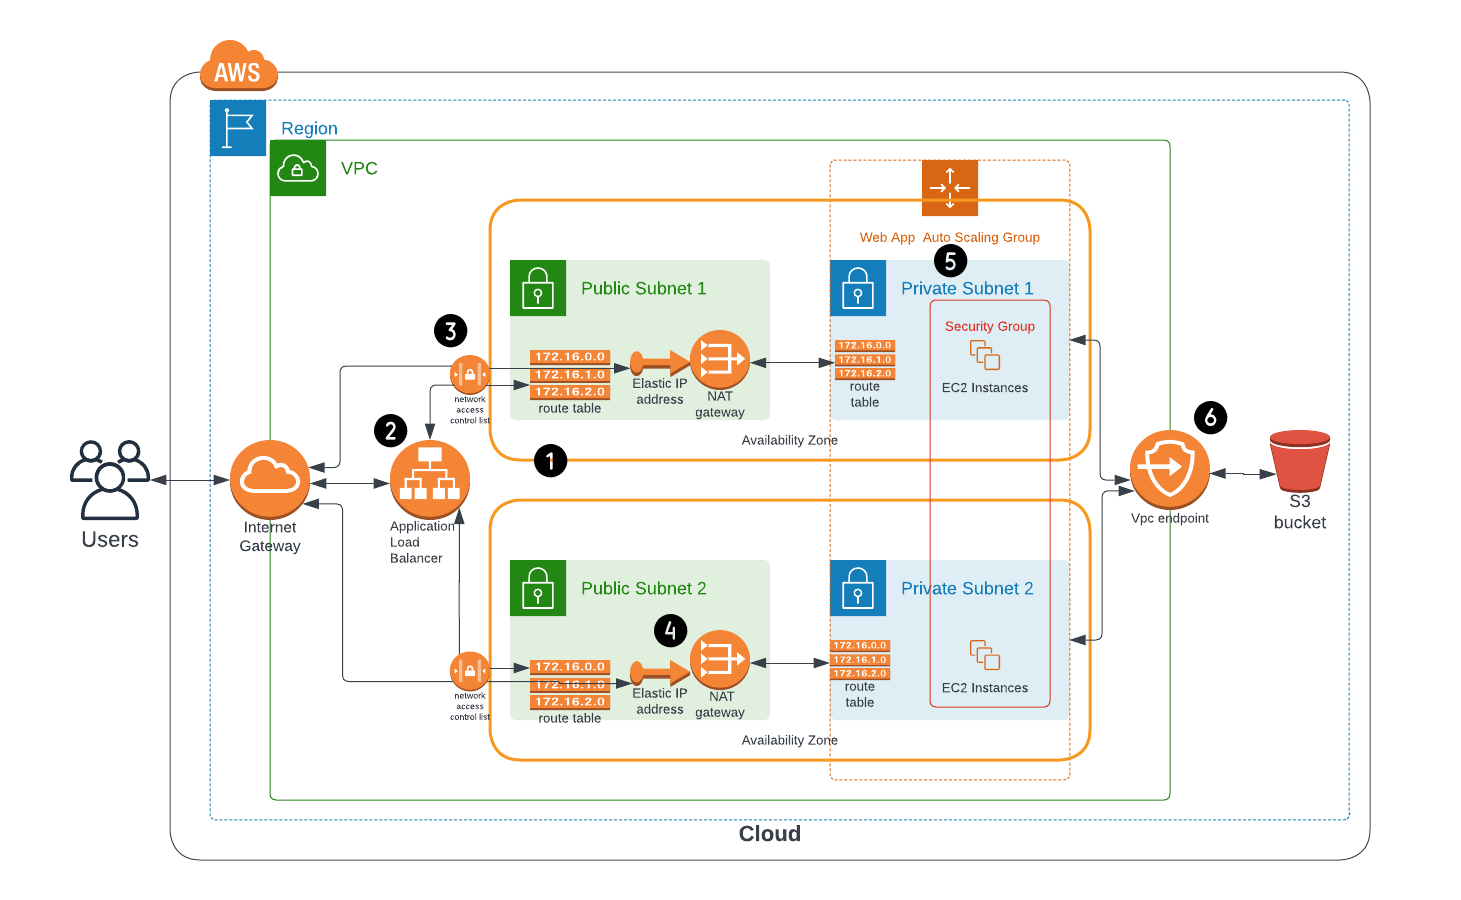 AWS
Region
VPC
Web App Auto Scaling Group
5
Public Subnet 1
Private Subnet 1
3
Security Group
172.16.0.0
172.16.1.0
172.16.2.0
route table
Elastic IP
address
NAT
gateway
172.16.0.0
172.16.1.0
172.16.2.0
route
table
EC2 Instances
network
access
control list
Availability Zone
2
1
6
Users
Internet
Gateway
Application
Load
Balancer
Vpc endpoint
S3
bucket
Public Subnet 2
Private Subnet 2
4
172.16.0.0
172.16.1.0
172.16.2.0
route table
Elastic IP
address
NAT
gateway
172.16.0.0
172.16.1.0
172.16.2.0
route
table
EC2 Instances
network
access
control list
Availability Zone
Cloud